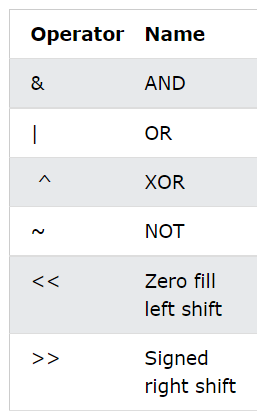 Operator Name
& AND
| OR
^ XOR
~ NOT
<< Zero fill
left shift
>> Signed
right shift